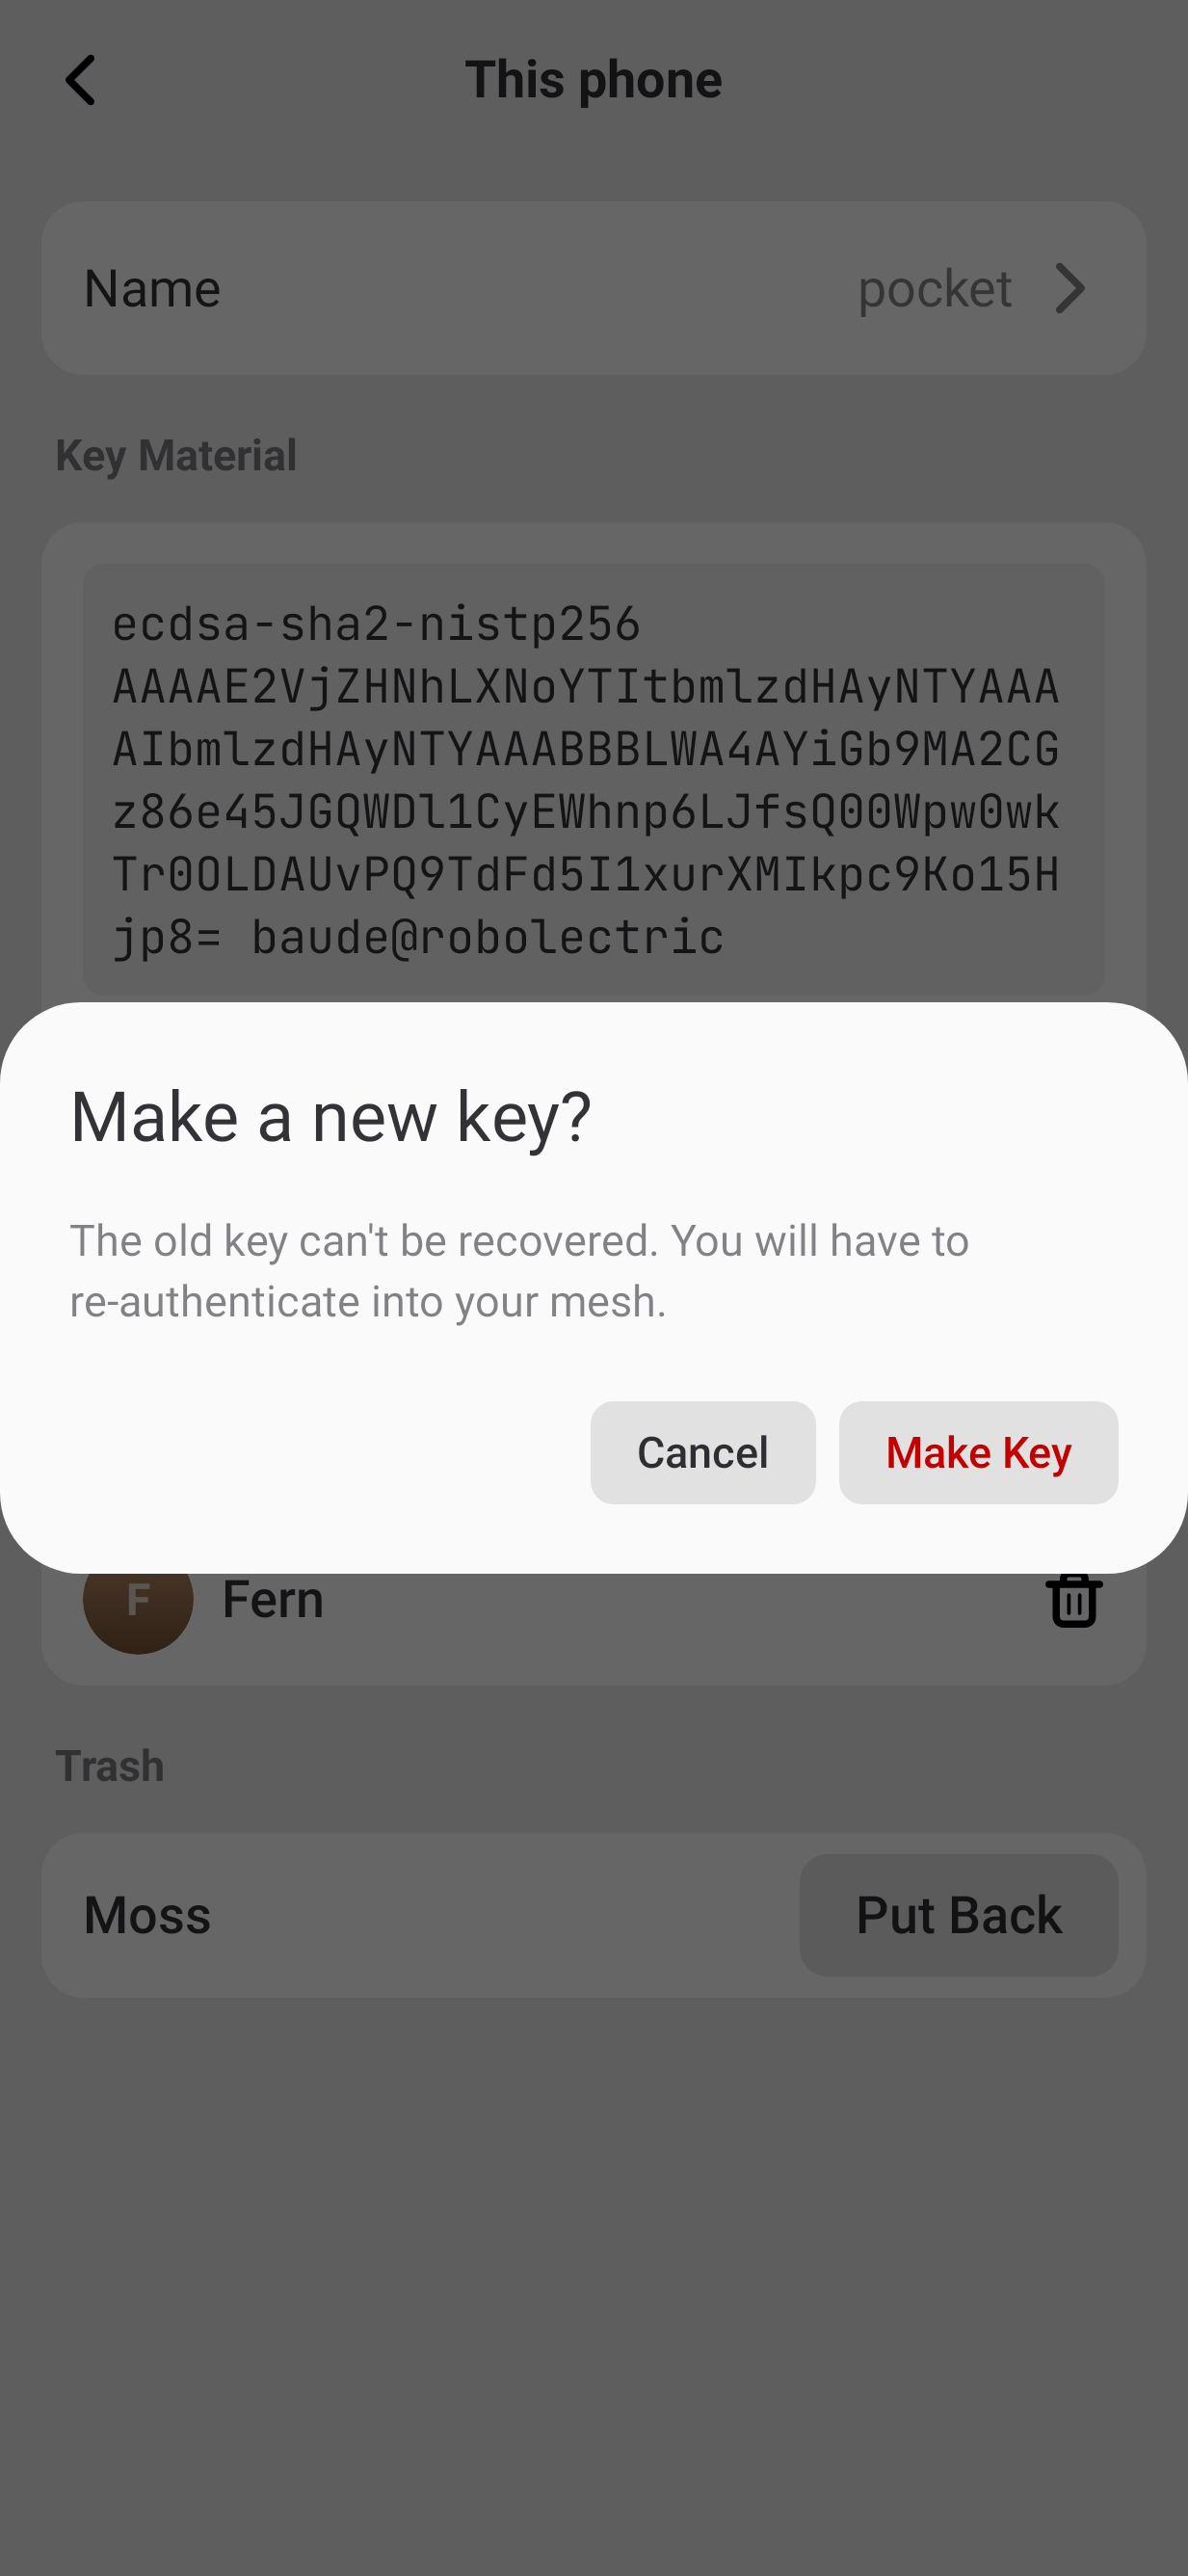 This phone
Name
pocket
Key Material
ecdsa-sha2-nistp256
AAAAE2VjZHNhLXNoYTItbmlzdHAyNTYAAA
AIbmlzdHAyNTYAAABBBLWA4AYiGb9MA2CG
z86e45JGQWDl1CyEWhnp6LJfsQ00Wpw0wk
Tr0OLDAUvPQ9TdFd5I1xurXMIkpc9Ko15H
jp8= baude@robolectric
Make a new key?
The old key can't be recovered. You will have to
re-authenticate into your mesh.
Cancel
Make Key
F
Fern
Trash
Moss
Put Back